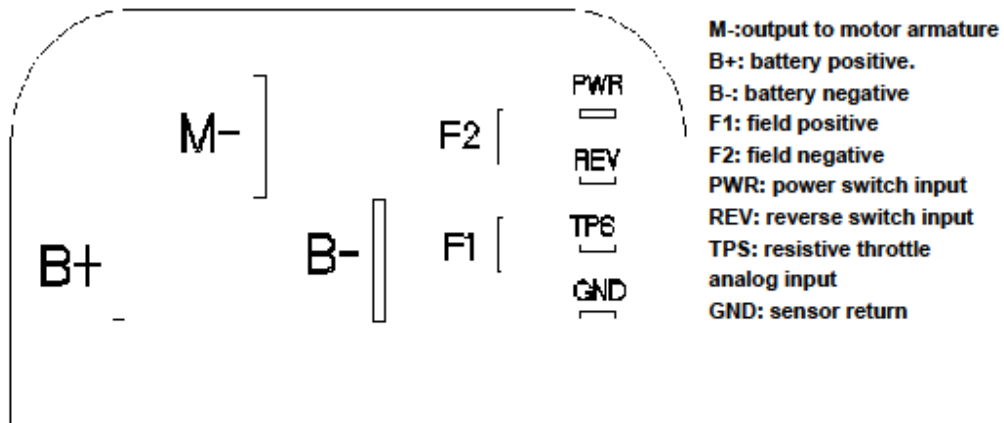 M-
B+
B-
F2
F1
PWR
REV
TPS
GND
M-:output to motor armature
B+: battery positive.
B-: battery negative
F1: field positive
F2: field negative
PWR: power switch input
REV: reverse switch input
TPS: resistive throttle
analog input
GND: sensor return